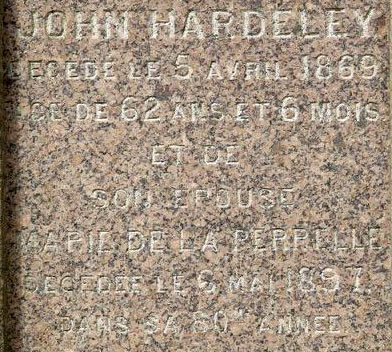 JOHN HARDELEY
DECEDE LE 5 AVRIL 1869
AGE DE 62 ANS ET 6 MOIS
ET DE
SON EPOUSE
MARIE DE LA PERRELLE
DECEDEE LE 6 MAI 1897.
DANS SA 80ME ANNEE